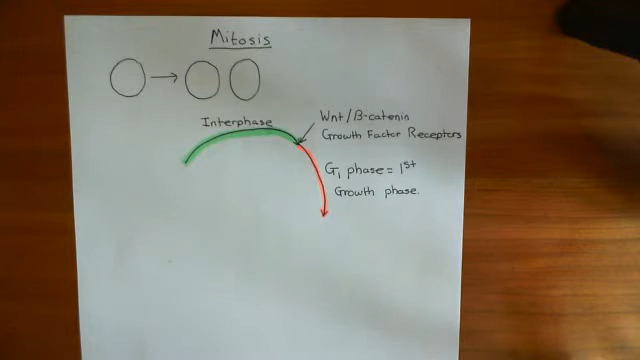 Mitosis
Interphase
Wnt/β-catenin
Growth Factor Receptors
G₁ phase = 1st
Growth phase.